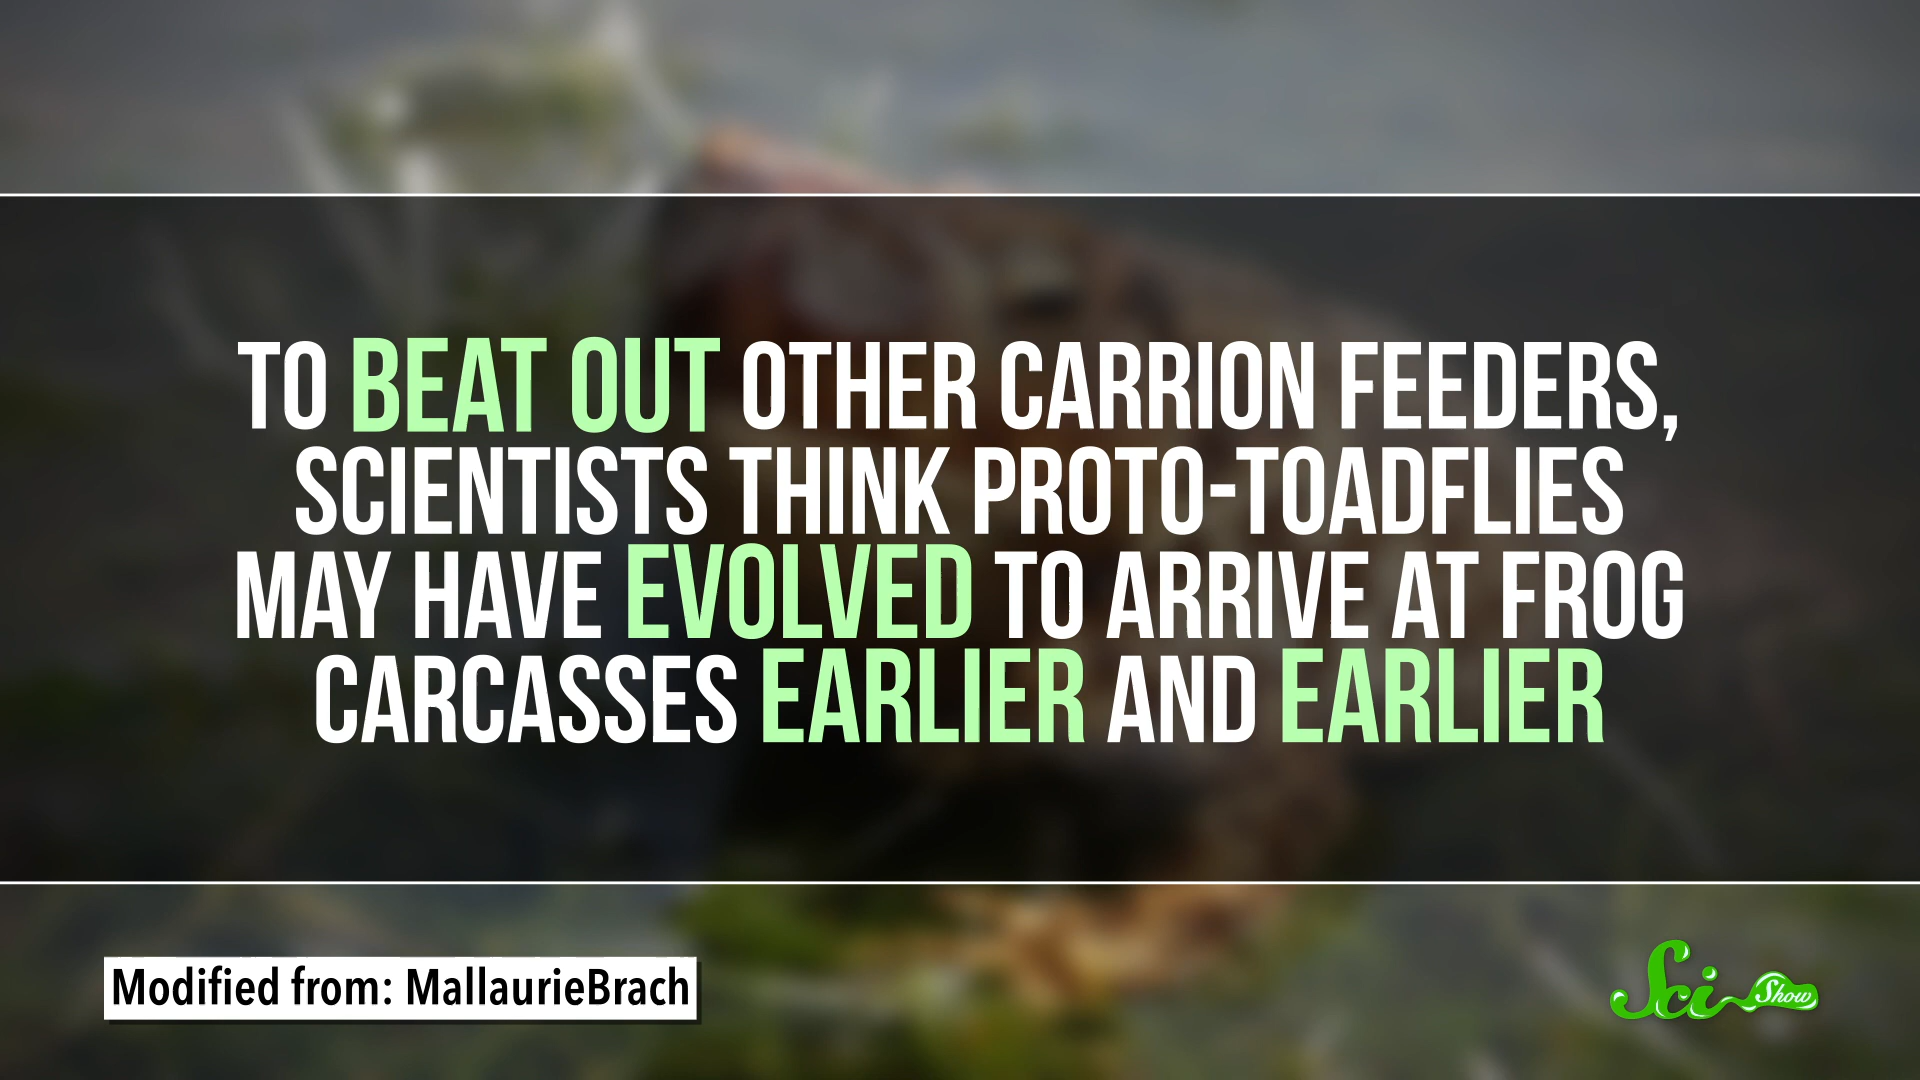 TO BEAT OUT OTHER CARRION FEEDERS,
SCIENTISTS THINK PROTO-TOADFLIES
MAY HAVE EVOLVED TO ARRIVE AT FROG
CARCASSES EARLIER AND EARLIER
Modified from: MallaurieBrach
Sci Show